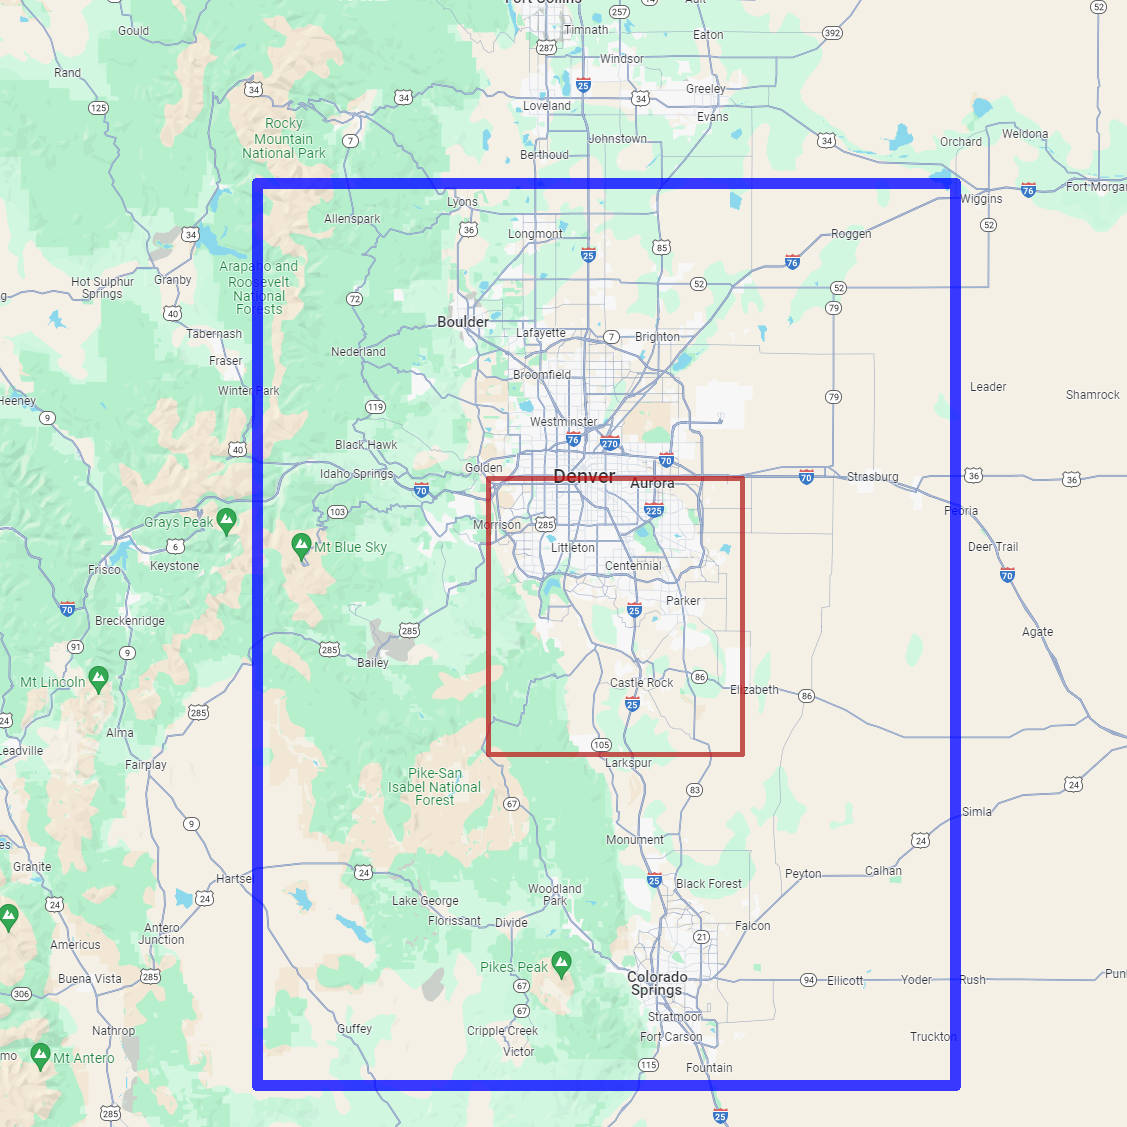 Fort Collins
14
Ault
52
Gould
257
Timnath
392
Eaton
287
Windsor
Rand
25
34
34
34
Greeley
125
Loveland
Evans
Rocky
Mountain
National Park
7
Johnstown
34
Orchard
Weldona
Berthoud
76
Fort Morgan
Lyons
Wiggins
Allenspark
36
52
34
Longmont
85
Roggen
25
76
Arapaho and
Roosevelt
National
Forests
Granby
Hot Sulphur
Springs
72
52
52
40
79
Boulder
Tabernash
Lafayette
7
Brighton
Fraser
Nederland
Broomfield
Winter Park
Leader
Shamrock
Heeney
9
119
79
Westminster
76
270
Black Hawk
40
70
Golden
Idaho Springs
Denver
Aurora
70
Strasburg
36
36
70
103
225
Peoria
Grays Peak
Morrison
285
6
Mt Blue Sky
Littleton
Deer Trail
Keystone
Centennial
70
Frisco
70
25
Parker
Breckenridge
285
Agate
91
9
285
Bailey
Mt Lincoln
Castle Rock
86
Elizabeth
86
25
24
285
Alma
105
Leadville
Fairplay
Larkspur
Pike-San
Isabel National
Forest
83
24
67
9
Simla
Monument
24
Granite
24
Hartsel
25
Black Forest
Peyton
Calhan
24
24
Woodland
Park
Lake George
Florissant
Divide
Falcon
Antero
Junction
21
Americus
Pikes Peak
Buena Vista
285
Colorado
Springs
94
Ellicott
Yoder
Rush
306
67
67
Stratmoor
Nathrop
Guffey
Cripple Creek
Fort Carson
Truckton
Victor
Mt Antero
115
Fountain
285
25